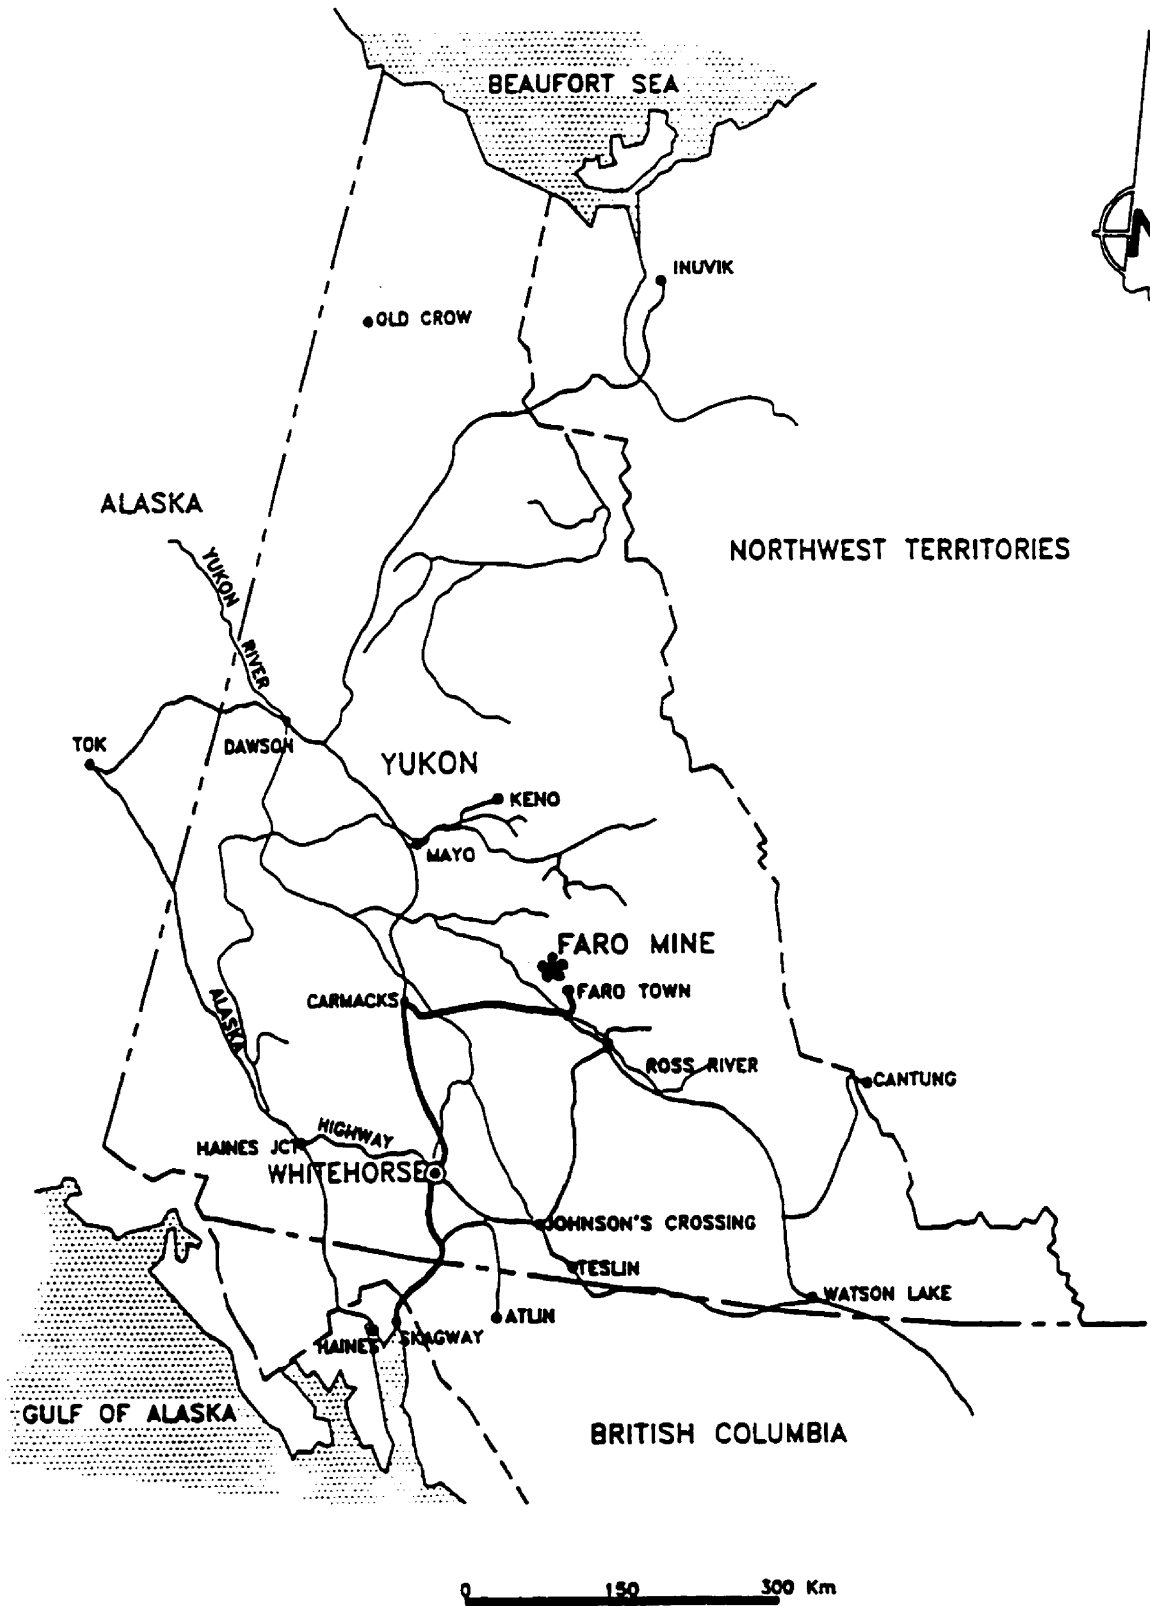 BEAUFORT SEA
N
INUVIK
OLD CROW
ALASKA
NORTHWEST TERRITORIES
YUKON
RIVER
TOK
DAWSON
YUKON
KENO
MAYO
FARO MINE
FARO TOWN
CARMACKS
ALASKA
ROSS RIVER
CANTUNG
HIGHWAY
HAINES JCT
WHITEHORSE
JOHNSON'S CROSSING
TESLIN
WATSON LAKE
ATLIN
HAINES
SKAGWAY
GULF OF ALASKA
BRITISH COLUMBIA
0 150 300 Km